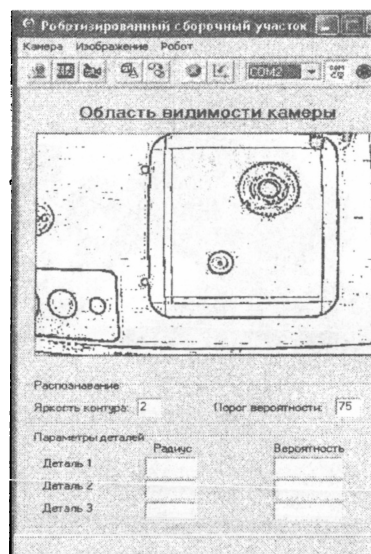 Роботизированный сборочный участок
Камера Изображение Робот
COM2
Область видимости камеры
Распознавание
Яркость контура: 2 Порог вероятности: 75
Параметры деталей
Радиус Вероятность
Деталь 1
Деталь 2
Деталь 3